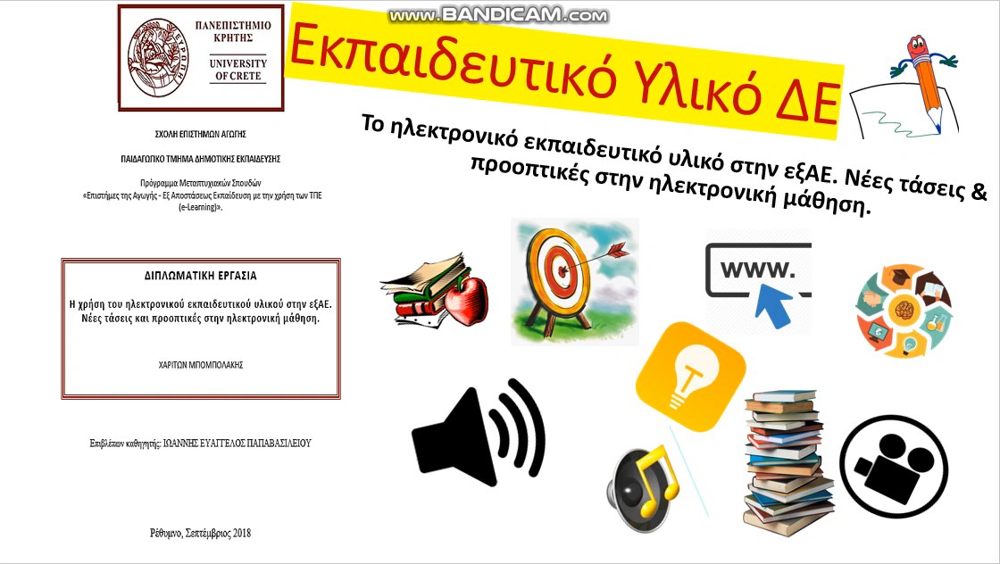 www.BANDICAM.com
ΠΑΝΕΠΙΣΤΗΜΙΟ
ΚΡΗΤΗΣ
UNIVERSITY
OF CRETE
ΕΥΡΩΠΗ
ΣΧΟΛΗ ΕΠΙΣΤΗΜΩΝ ΑΓΩΓΗΣ
ΠΑΙΔΑΓΩΓΙΚΟ ΤΜΗΜΑ ΔΗΜΟΤΙΚΗΣ ΕΚΠΑΙΔΕΥΣΗΣ
Πρόγραμμα Μεταπτυχιακών Σπουδών
«Επιστήμες της Αγωγής - Εξ Αποστάσεως Εκπαίδευση με την χρήση των ΤΠΕ
(e-Learning)».
ΔΙΠΛΩΜΑΤΙΚΗ ΕΡΓΑΣΙΑ
Η χρήση του ηλεκτρονικού εκπαιδευτικού υλικού στην εξΑΕ.
Νέες τάσεις και προοπτικές στην ηλεκτρονική μάθηση.
ΧΑΡΙΤΩΝ ΜΠΟΜΠΟΛΑΚΗΣ
Επιβλέπων καθηγητής: ΙΩΑΝΝΗΣ ΕΥΑΓΓΕΛΟΣ ΠΑΠΑΒΑΣΙΛΕΙΟΥ
Ρέθυμνο, Σεπτέμβριος 2018
Εκπαιδευτικό Υλικό ΔΕ
Το ηλεκτρονικό εκπαιδευτικό υλικό στην εξΑΕ. Νέες τάσεις &
προοπτικές στην ηλεκτρονική μάθηση.
www.